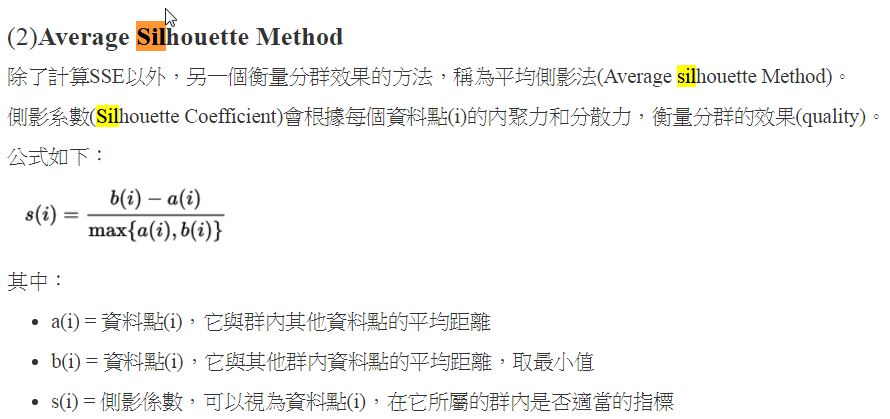 (2)Average Silhouette Method
除了計算SSE以外，另一個衡量分群效果的方法，稱為平均側影法(Average silhouette Method)。
側影系數(Silhouette Coefficient)會根據每個資料點(i)的內聚力和分散力，衡量分群的效果(quality)。
公式如下：
s(i) = \frac{b(i) − a(i)}{max{a(i), b(i)}}
其中：
• a(i) = 資料點(i)，它與群內其他資料點的平均距離
• b(i) = 資料點(i)，它與其他群內資料點的平均距離，取最小值
• s(i) = 側影係數，可以視為資料點(i)，在它所屬的群內是否適當的指標